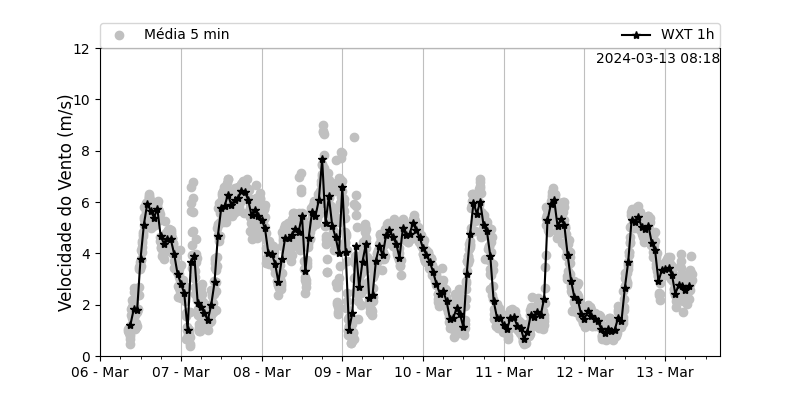 Média 5 min
WXT 1h
2024-03-13 08:18
Velocidade do Vento (m/s)
12
10
8
6
4
2
0
06 - Mar 07 - Mar 08 - Mar 09 - Mar 10 - Mar 11 - Mar 12 - Mar 13 - Mar